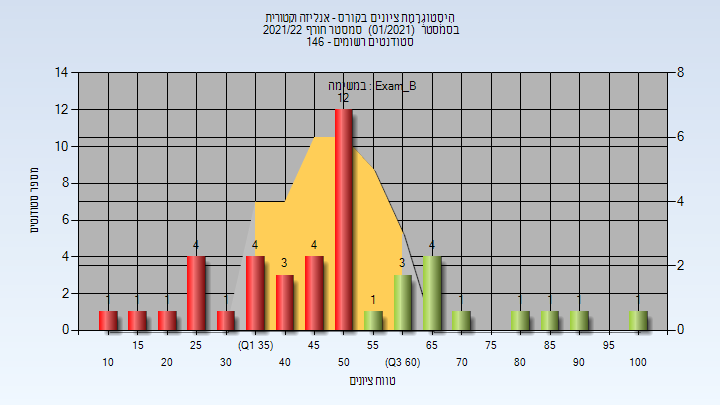 היסטוגרמת ציונים בקורס - אנליזה וקטורית
בסמסטר (01/2021) סמסטר חורף 2021/22
סטודנטים רשומים - 146
במשימה : Exam_B
מספר סטודנטים
14 12 10 8 6 4 2 0
8 6 4 2 0
1 1 1 4 1 4 3 4 12 1 3 4 1 1 1 1 1
15 25 (Q1 35) 45 55 65 75 85 95
10 20 30 40 50 (Q3 60) 70 80 90 100
טווח ציונים